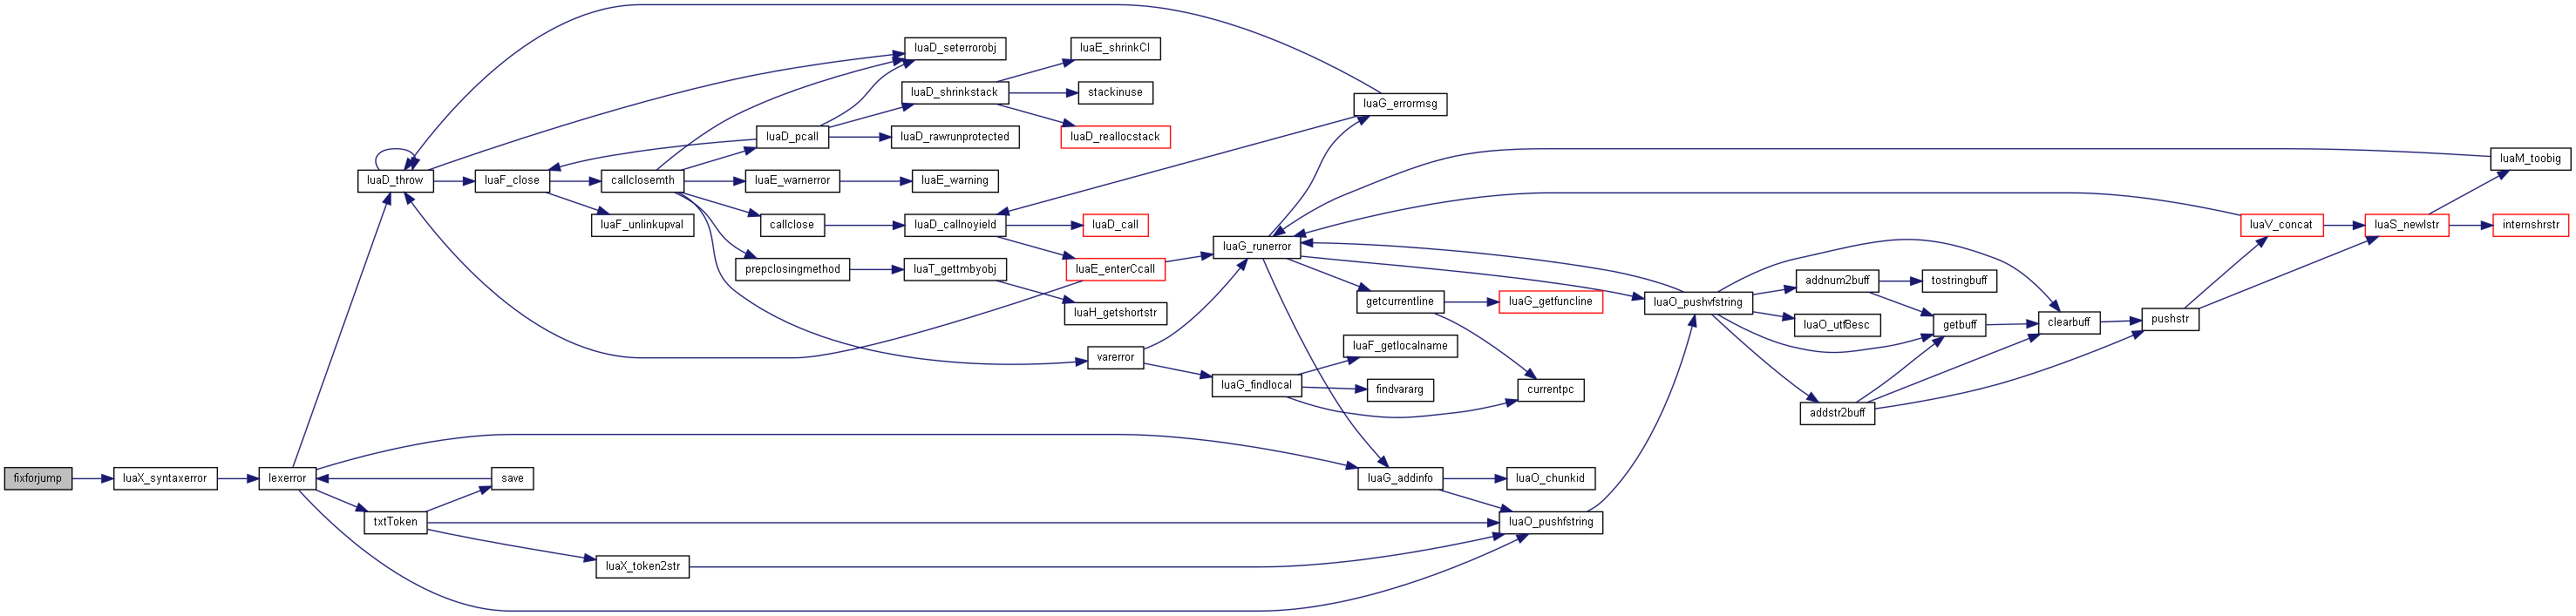 fixforjump
luaX_syntaxerror
lexerror
luaD_throw
txtToken
save
luaF_close
luaF_unlinkupval
luaX_token2str
callclosemth
luaD_pcall
luaE_warnerror
callclose
prepclosingmethod
luaD_seterrorobj
luaD_shrinkstack
luaD_rawrunprotected
luaE_warning
luaD_callnoyield
luaT_gettmbyobj
luaE_shrinkCI
stackinuse
luaD_reallocstack
luaD_call
luaE_enterCcall
luaH_getshortstr
varerror
luaG_runerror
luaG_findlocal
luaG_errormsg
getcurrentline
luaF_getlocalname
findvararg
luaG_addinfo
luaG_getfuncline
currentpc
luaO_chunkid
luaO_pushfstring
luaO_pushvfstring
addnum2buff
luaO_utf8esc
addstr2buff
tostringbuff
getbuff
clearbuff
pushstr
luaV_concat
luaS_newlstr
luaM_toobig
internshrstr